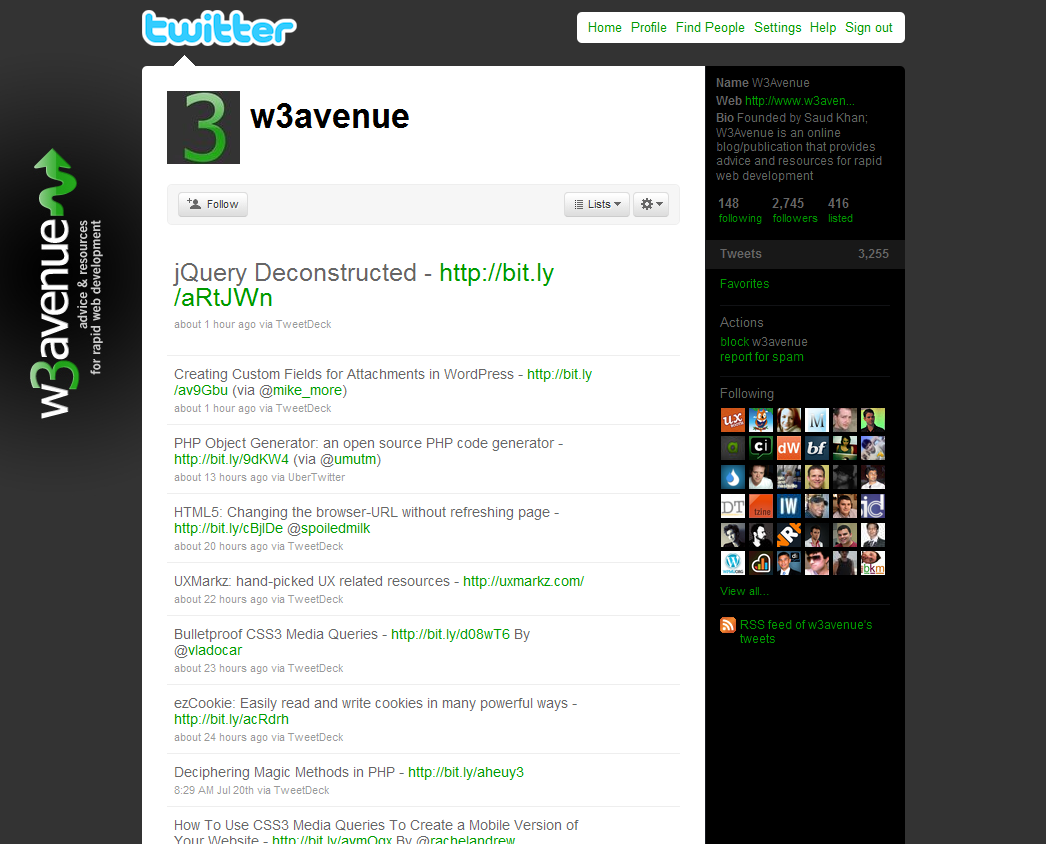 twitter
Home Profile Find People Settings Help Sign out
w3avenue
advice & resources
for rapid web development
3
w3avenue
Follow
Lists
jQuery Deconstructed - http://bit.ly
/aRtJWn
about 1 hour ago via TweetDeck
Creating Custom Fields for Attachments in WordPress - http://bit.ly
/av9Gbu (via @mike_more)
about 1 hour ago via TweetDeck
PHP Object Generator: an open source PHP code generator -
http://bit.ly/9dKW4 (via @umutm)
about 13 hours ago via UberTwitter
HTML5: Changing the browser-URL without refreshing page -
http://bit.ly/cBjlDe @spoiledmilk
about 20 hours ago via TweetDeck
UXMarkz: hand-picked UX related resources - http://uxmarkz.com/
about 22 hours ago via TweetDeck
Bulletproof CSS3 Media Queries - http://bit.ly/d08wT6 By
@vladocar
about 23 hours ago via TweetDeck
ezCookie: Easily read and write cookies in many powerful ways -
http://bit.ly/acRdrh
about 24 hours ago via TweetDeck
Deciphering Magic Methods in PHP - http://bit.ly/aheuy3
8:29 AM Jul 20th via TweetDeck
How To Use CSS3 Media Queries To Create a Mobile Version of
Your Website - http://bit.ly/aymOgx By @rachelandrew
Name W3Avenue
Web http://www.w3aven...
Bio Founded by Saud Khan;
W3Avenue is an online
blog/publication that provides
advice and resources for rapid
web development
148 2,745 416
following followers listed
Tweets 3,255
Favorites
Actions
block w3avenue
report for spam
Following
ux M
a ci dW bf
DT tzine IW id
bkm
View all...
RSS feed of w3avenue's
tweets